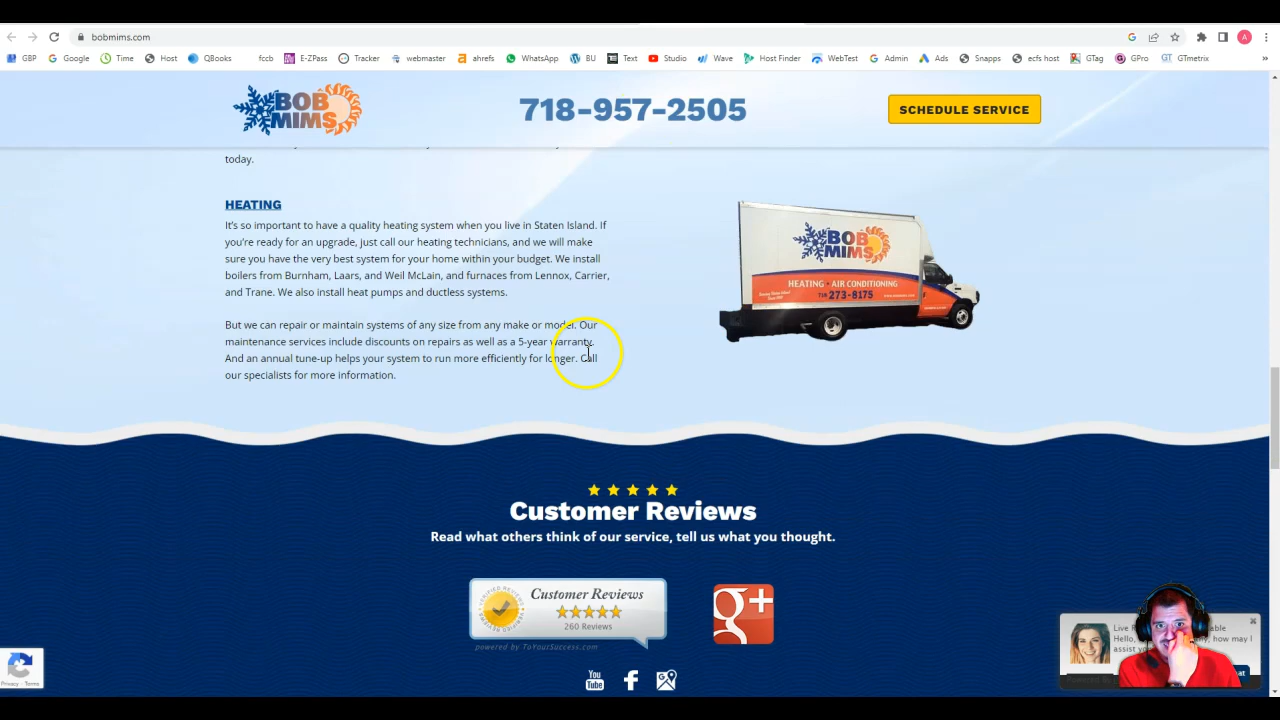 bobmims.com
GBP Google Time Host QBooks fccb E-ZPass Tracker webmaster ahrefs WhatsApp BU Text Studio Wave Host Finder WebTest Admin Ads Snapps ecfs host GTag GPro GTmetrix »
BOB MIMS
718-957-2505
SCHEDULE SERVICE
today.
HEATING
It's so important to have a quality heating system when you live in Staten Island. If
you're ready for an upgrade, just call our heating technicians, and we will make
sure you have the very best system for your home within your budget. We install
boilers from Burnham, Laars, and Weil McLain, and furnaces from Lennox, Carrier,
and Trane. We also install heat pumps and ductless systems.
But we can repair or maintain systems of any size from any make or model. Our
maintenance services include discounts on repairs as well as a 5-year warranty.
And an annual tune-up helps your system to run more efficiently for longer. Call
our specialists for more information.
BOB MIMS
HEATING • AIR CONDITIONING
718 273-8175
Customer Reviews
Read what others think of our service, tell us what you thought.
Customer Reviews
260 Reviews
powered by ToYourSuccess.com
g+
You Tube
Privacy - Terms
Live
Hello,
how may I
assist